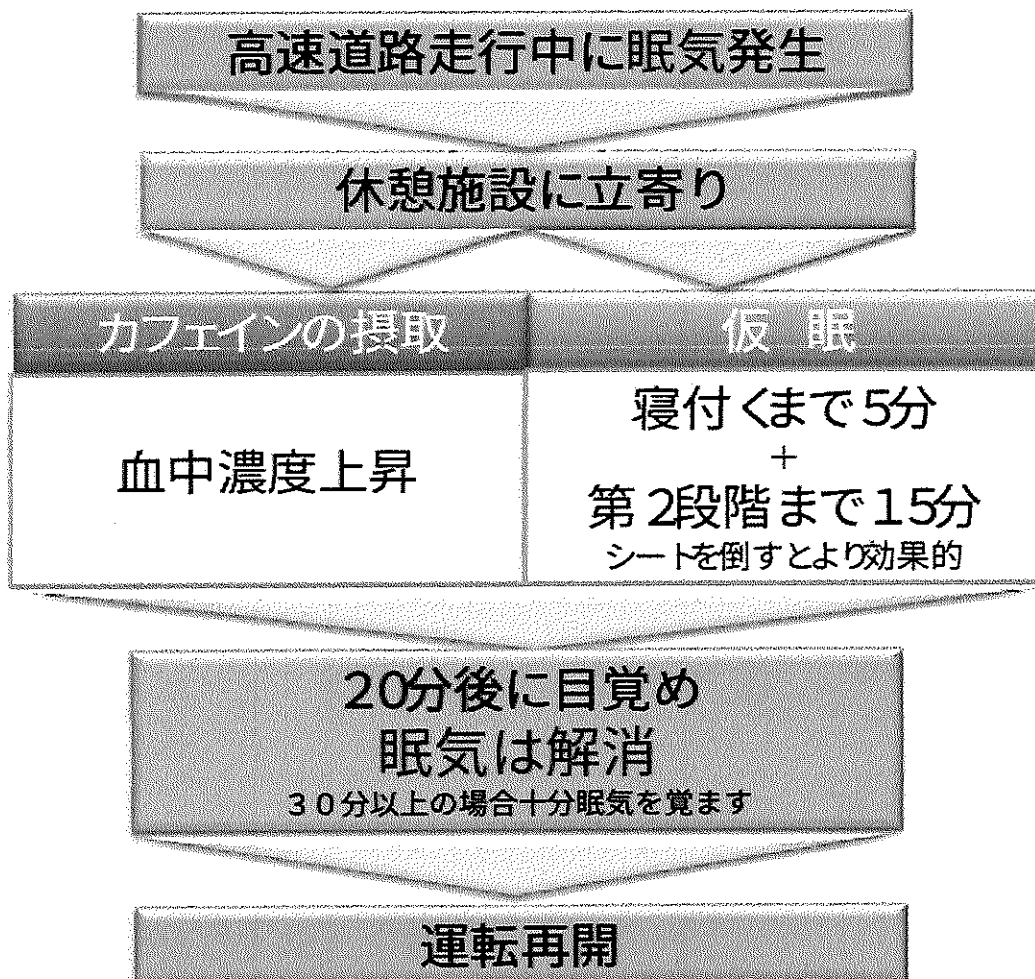 高速道路走行中に眠気発生
休憩施設に立寄り
カフェインの摂取
仮 眠
血中濃度上昇
寝付くまで5分
+
第2段階まで15分
シートを倒すとより効果的
20分後に目覚め
眠気は解消
30分以上の場合十分眠気を覚ます
運転再開